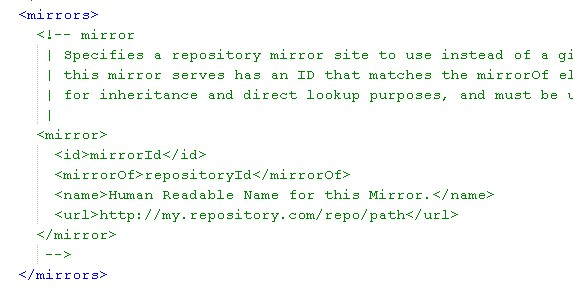 <mirrors>
<!-- mirror
| Specifies a repository mirror site to use instead of a gi
| this mirror serves has an ID that matches the mirrorOf el
| for inheritance and direct lookup purposes, and must be u
|
<mirror>
<id>mirrorId</id>
<mirrorOf>repositoryId</mirrorOf>
<name>Human Readable Name for this Mirror.</name>
<url>http://my.repository.com/repo/path</url>
</mirror>
-->
</mirrors>